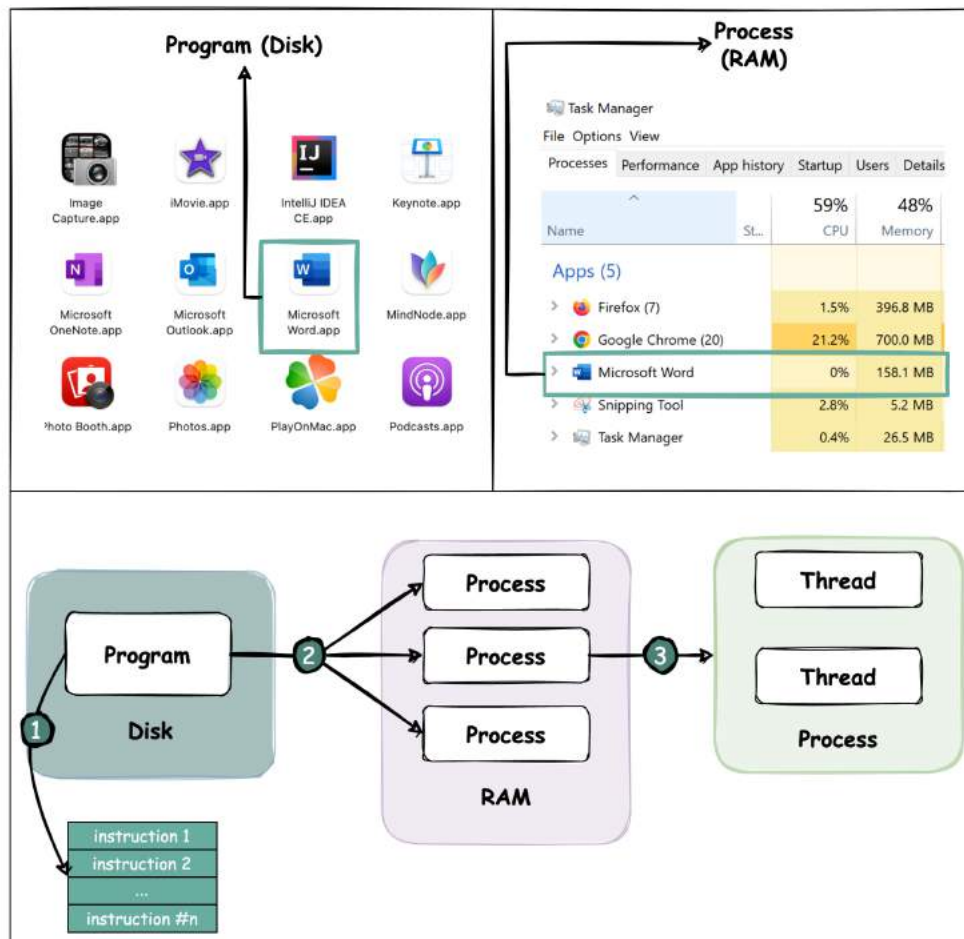 Program (Disk)
Image
Capture.app
iMovie.app
IJ
IntelliJ IDEA
CE.app
Keynote.app
N
Microsoft
OneNote.app
O
Microsoft
Outlook.app
W
Microsoft
Word.app
MindNode.app
Photo Booth.app
Photos.app
PlayOnMac.app
Podcasts.app
Process
(RAM)
Task Manager
File Options View
Processes Performance App history Startup Users Details
59% 48%
Name St... CPU Memory
Apps (5)
Firefox (7) 1.5% 396.8 MB
Google Chrome (20) 21.2% 700.0 MB
Microsoft Word 0% 158.1 MB
Snipping Tool 2.8% 5.2 MB
Task Manager 0.4% 26.5 MB
Program
Disk
1
instruction 1
instruction 2
...
instruction #n
2
Process
Process
Process
RAM
3
Thread
Thread
Process